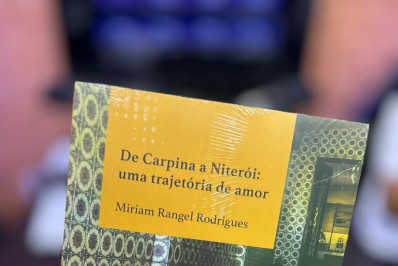 De Carpina a Niterói:
uma trajetória de amor
Míriam Rangel Rodrigues